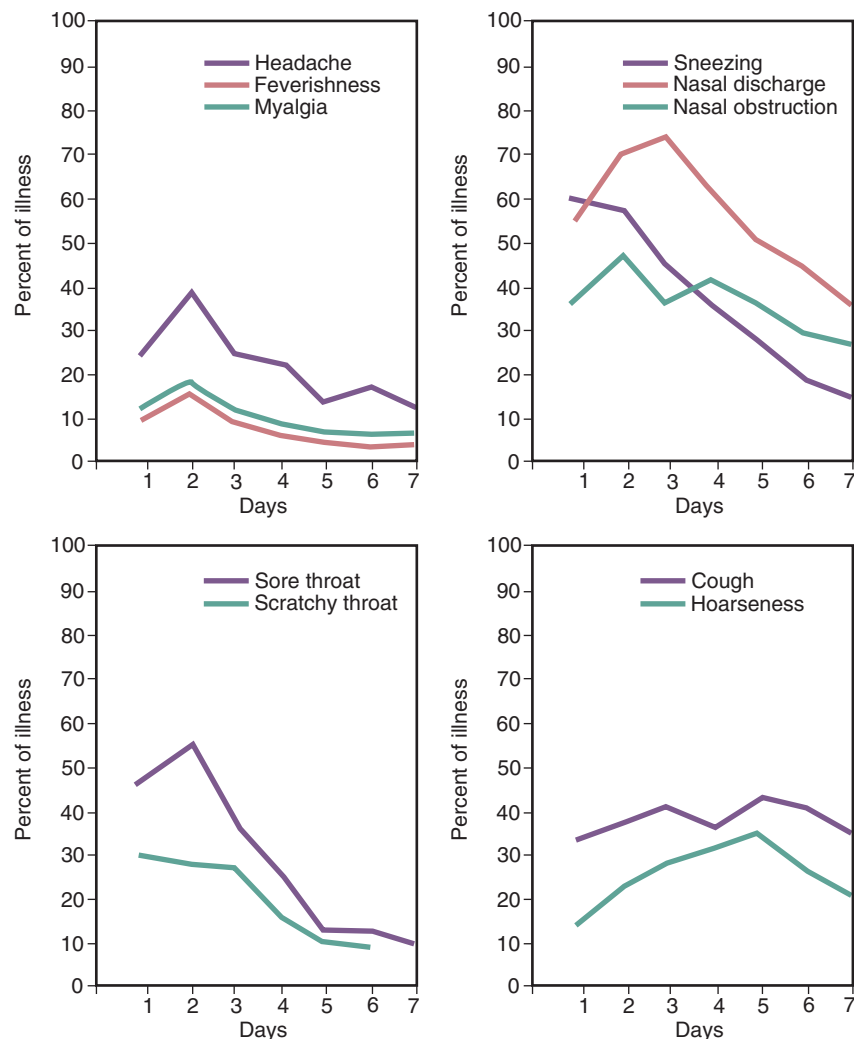 100
90
80
70
60
50
40
30
20
10
0
Percent of illness
Headache
Feverishness
Myalgia
1 2 3 4 5 6 7
Days
100
90
80
70
60
50
40
30
20
10
0
Percent of illness
Sneezing
Nasal discharge
Nasal obstruction
1 2 3 4 5 6 7
Days
100
90
80
70
60
50
40
30
20
10
0
Percent of illness
Sore throat
Scratchy throat
1 2 3 4 5 6 7
Days
100
90
80
70
60
50
40
30
20
10
0
Percent of illness
Cough
Hoarseness
1 2 3 4 5 6 7
Days